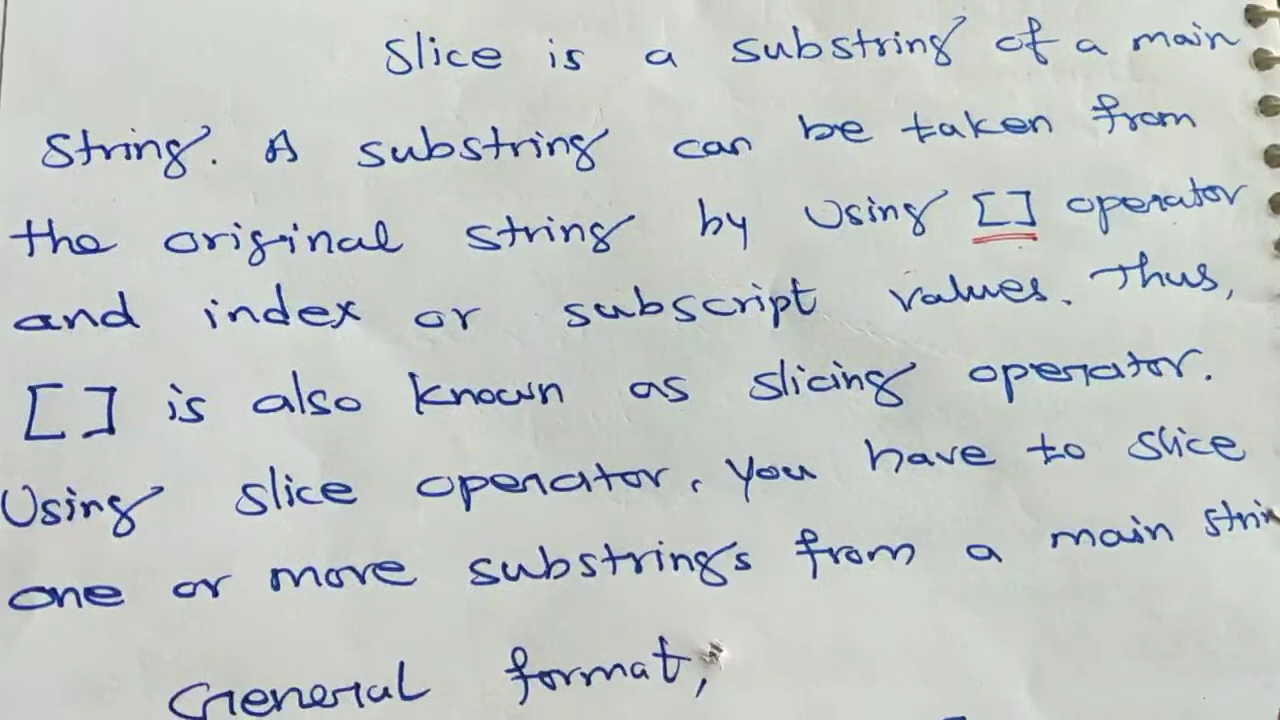 Slice is a substring of a main
String. A substring can be taken from
the original string by using [] operator
and index or subscript values. Thus,
[] is also known as slicing operator.
Using slice operator, you have to slice
one or more substrings from a main strin
General format,